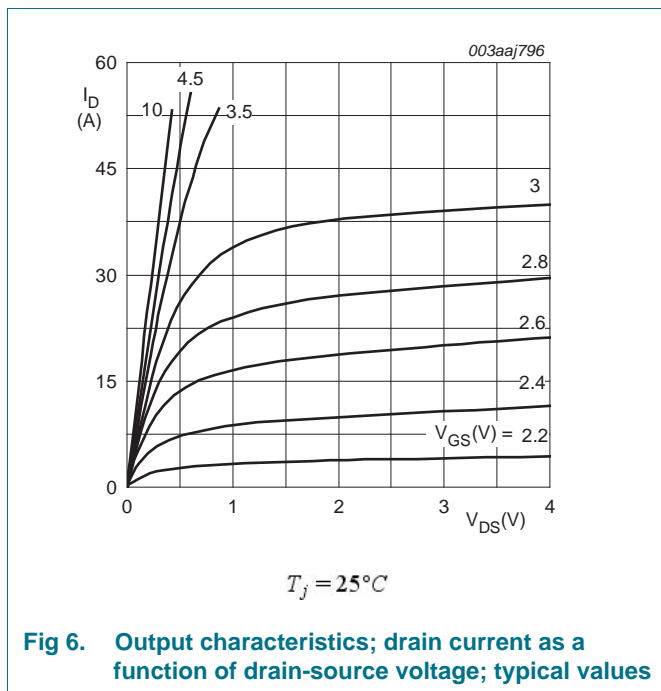 003aaj796
60
I_D
(A)
4.5
10
3.5
45
3
30
2.8
2.6
15
2.4
V_GS(V) = 2.2
0
0
1
2
3
4
V_DS(V)
T_j = 25°C
Fig 6. Output characteristics; drain current as a
function of drain-source voltage; typical values